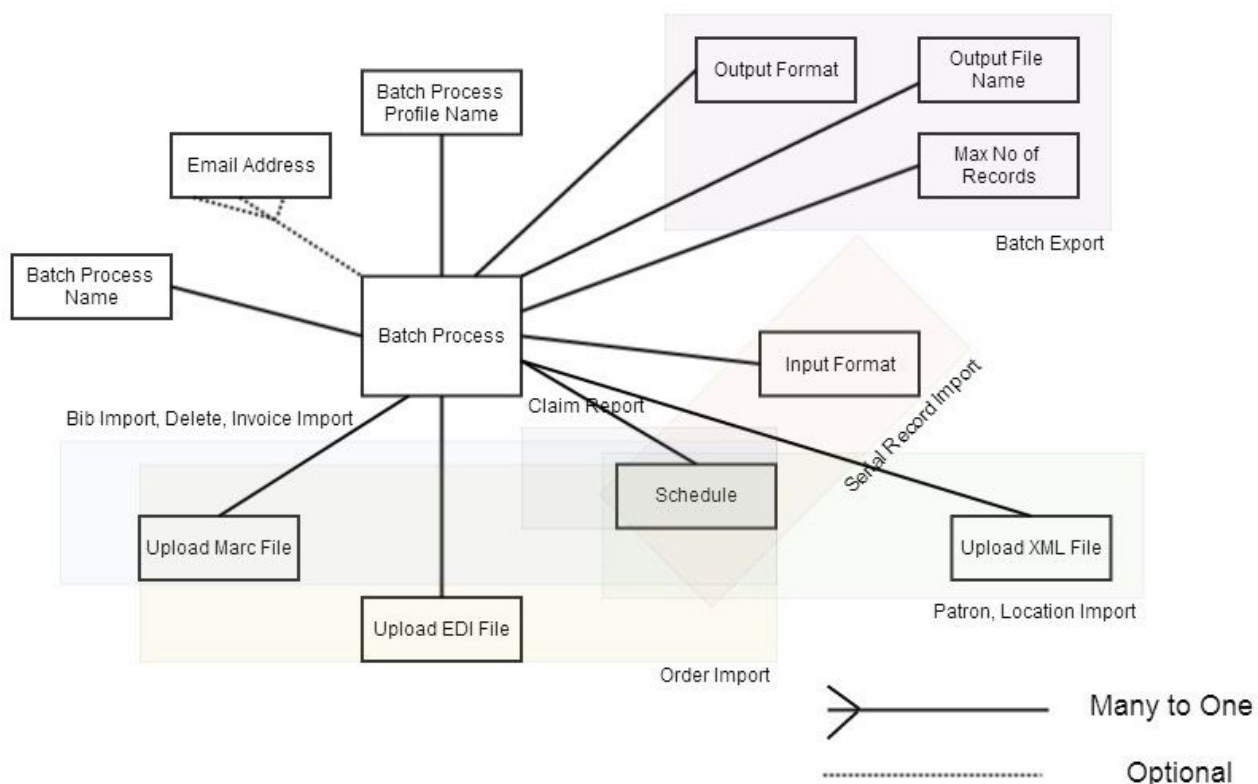 Output Format
Output File
Name
Batch Process
Profile Name
Max No of
Records
Email Address
Batch Export
Batch Process
Name
Batch Process
Input Format
Claim Report
Bib Import, Delete, Invoice Import
Serial Record Import
Schedule
Upload Marc File
Upload XML File
Patron, Location Import
Upload EDI File
Order Import
Many to One
Optional